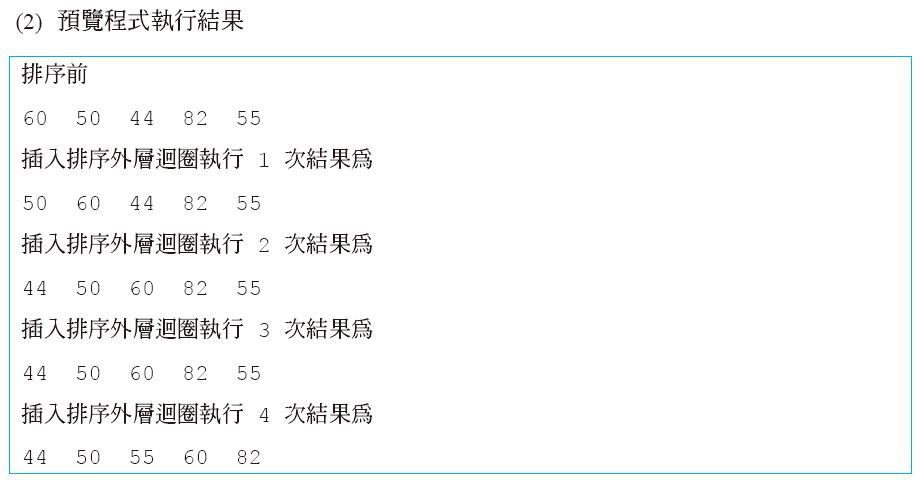 (2) 預覽程式執行結果
排序前
60 50 44 82 55
插入排序外層迴圈執行 1 次結果爲
50 60 44 82 55
插入排序外層迴圈執行 2 次結果爲
44 50 60 82 55
插入排序外層迴圈執行 3 次結果爲
44 50 60 82 55
插入排序外層迴圈執行 4 次結果爲
44 50 55 60 82